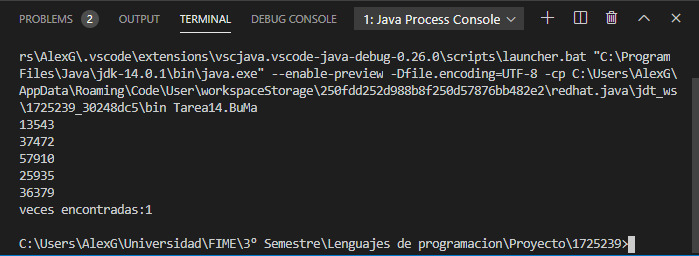 PROBLEMS 2 OUTPUT TERMINAL DEBUG CONSOLE 1: Java Process Console
rs\AlexG\.vscode\extensions\vscjava.vscode-java-debug-0.26.0\scripts\launcher.bat "C:\Program
Files\Java\jdk-14.0.1\bin\java.exe" --enable-preview -Dfile.encoding=UTF-8 -cp C:\Users\AlexG\
AppData\Roaming\Code\User\workspaceStorage\250fdd252d988b8f250d57876bb482e2\redhat.java\jdt_ws
\1725239_30248dc5\bin Tarea14.BuMa
13543
37472
57910
25935
36379
veces encontradas:1
C:\Users\AlexG\Universidad\FIME\3º Semestre\Lenguajes de programacion\Proyecto\1725239>